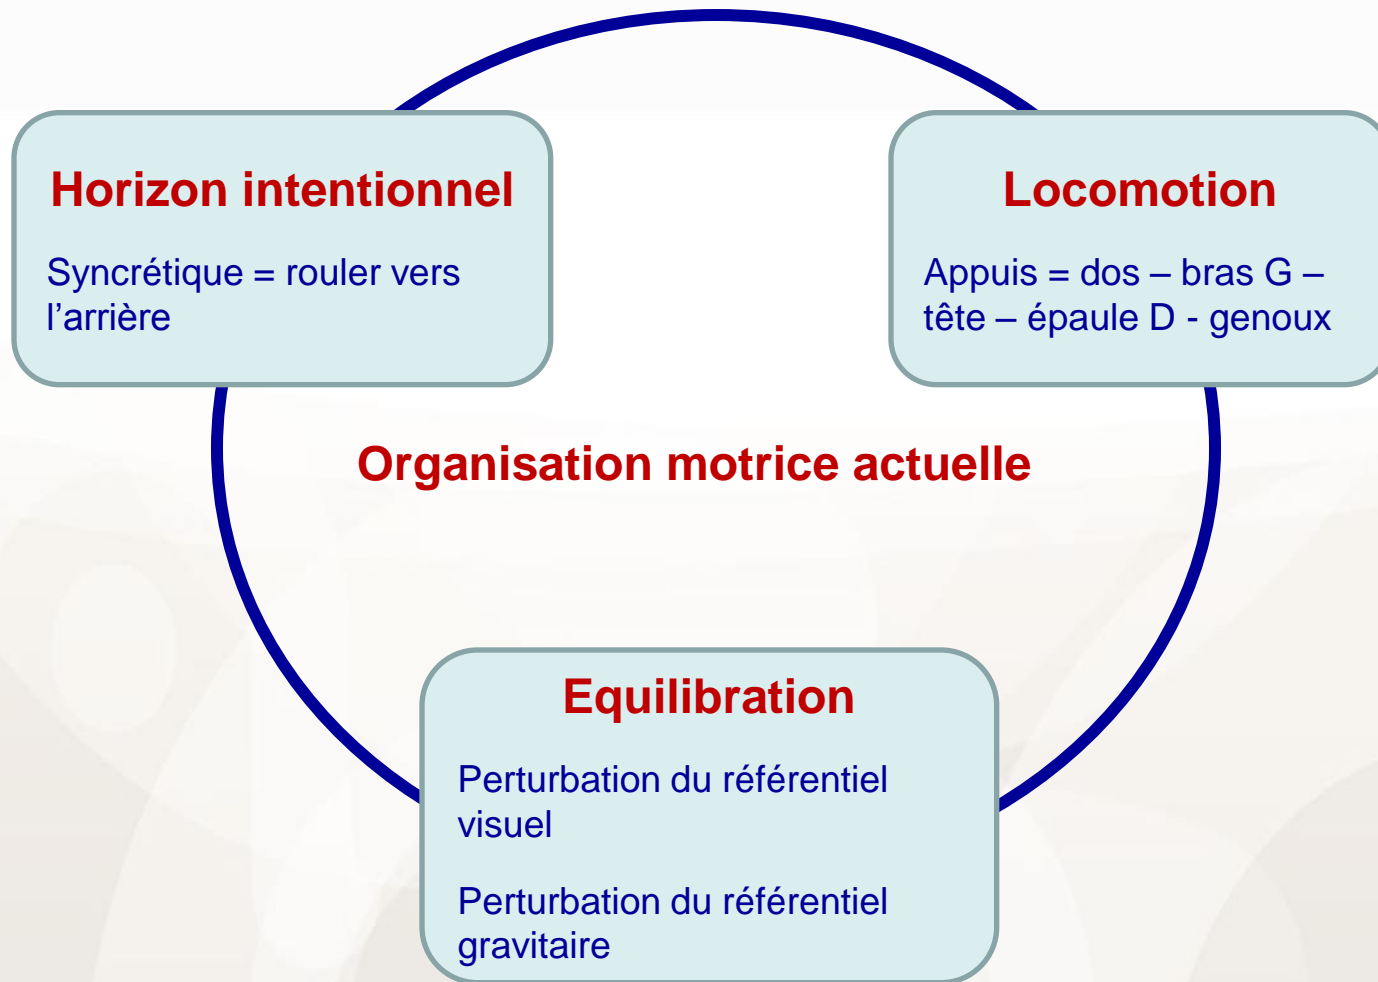 Horizon intentionnel
Syncrétique = rouler vers
l’arrière
Locomotion
Appuis = dos – bras G –
tête – épaule D - genoux
Organisation motrice actuelle
Equilibration
Perturbation du référentiel
visuel
Perturbation du référentiel
gravitaire